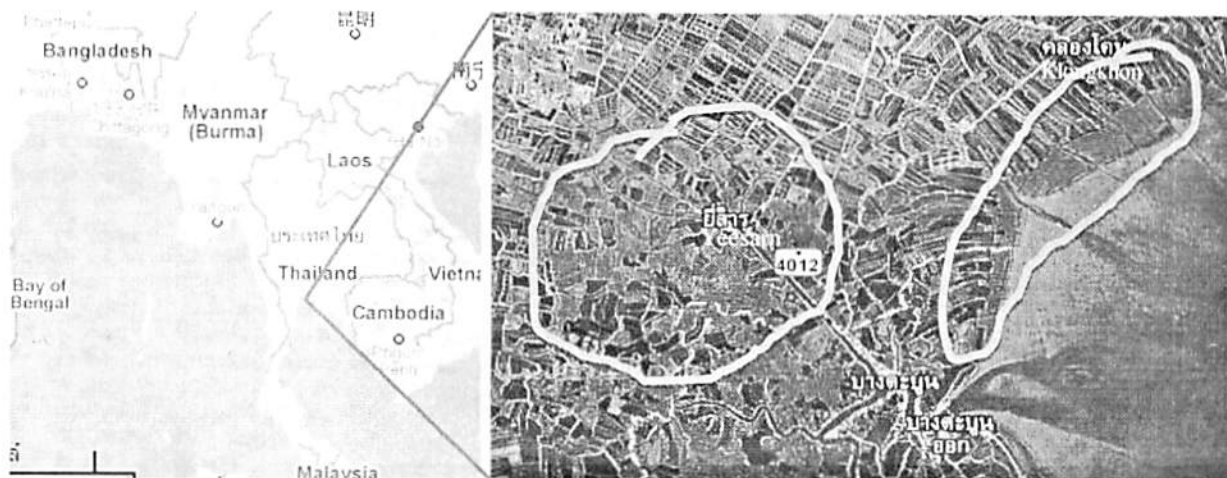 昆明
Bangladesh
Myanmar
(Burma)
Laos
ประเทศไทย
Thailand
Bay of
Bengal
Cambodia
Malaysia
คลองโคน
Klongkhon
ยี่สาร
Yeesarn
4012
บางตะบูน
บางตะบูน
ออก